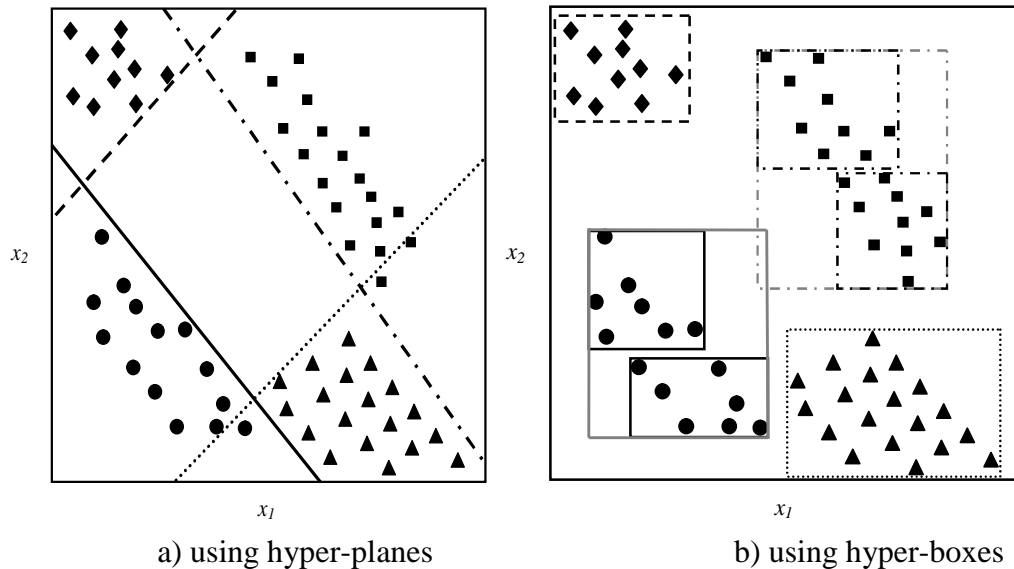 x2
x2
x1
x1
a) using hyper-planes
b) using hyper-boxes